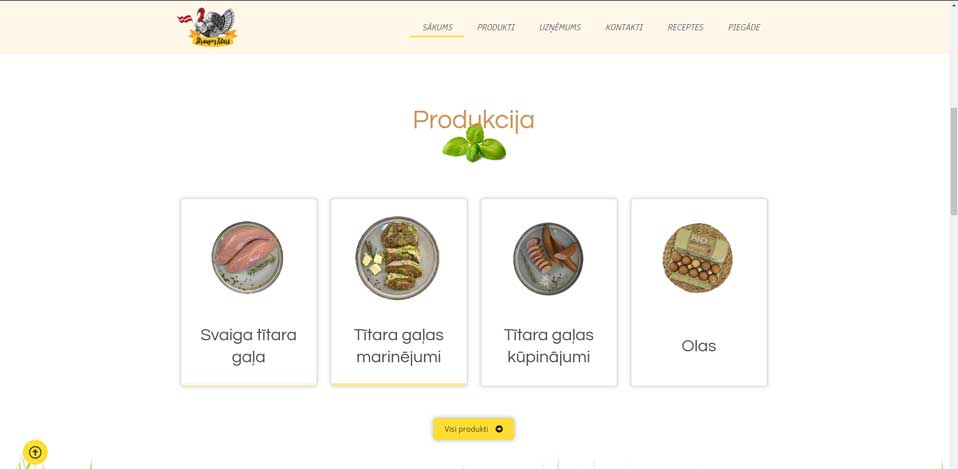 SĀKUMS PRODUKTI UZŅĒMUMS KONTAKTI RECEPTES PIEGĀDE
Produkcija
BIO
Svaiga tītara
gaļa
Tītara gaļas
marinējumi
Tītara gaļas
kūpinājumi
Olas
Visi produkti